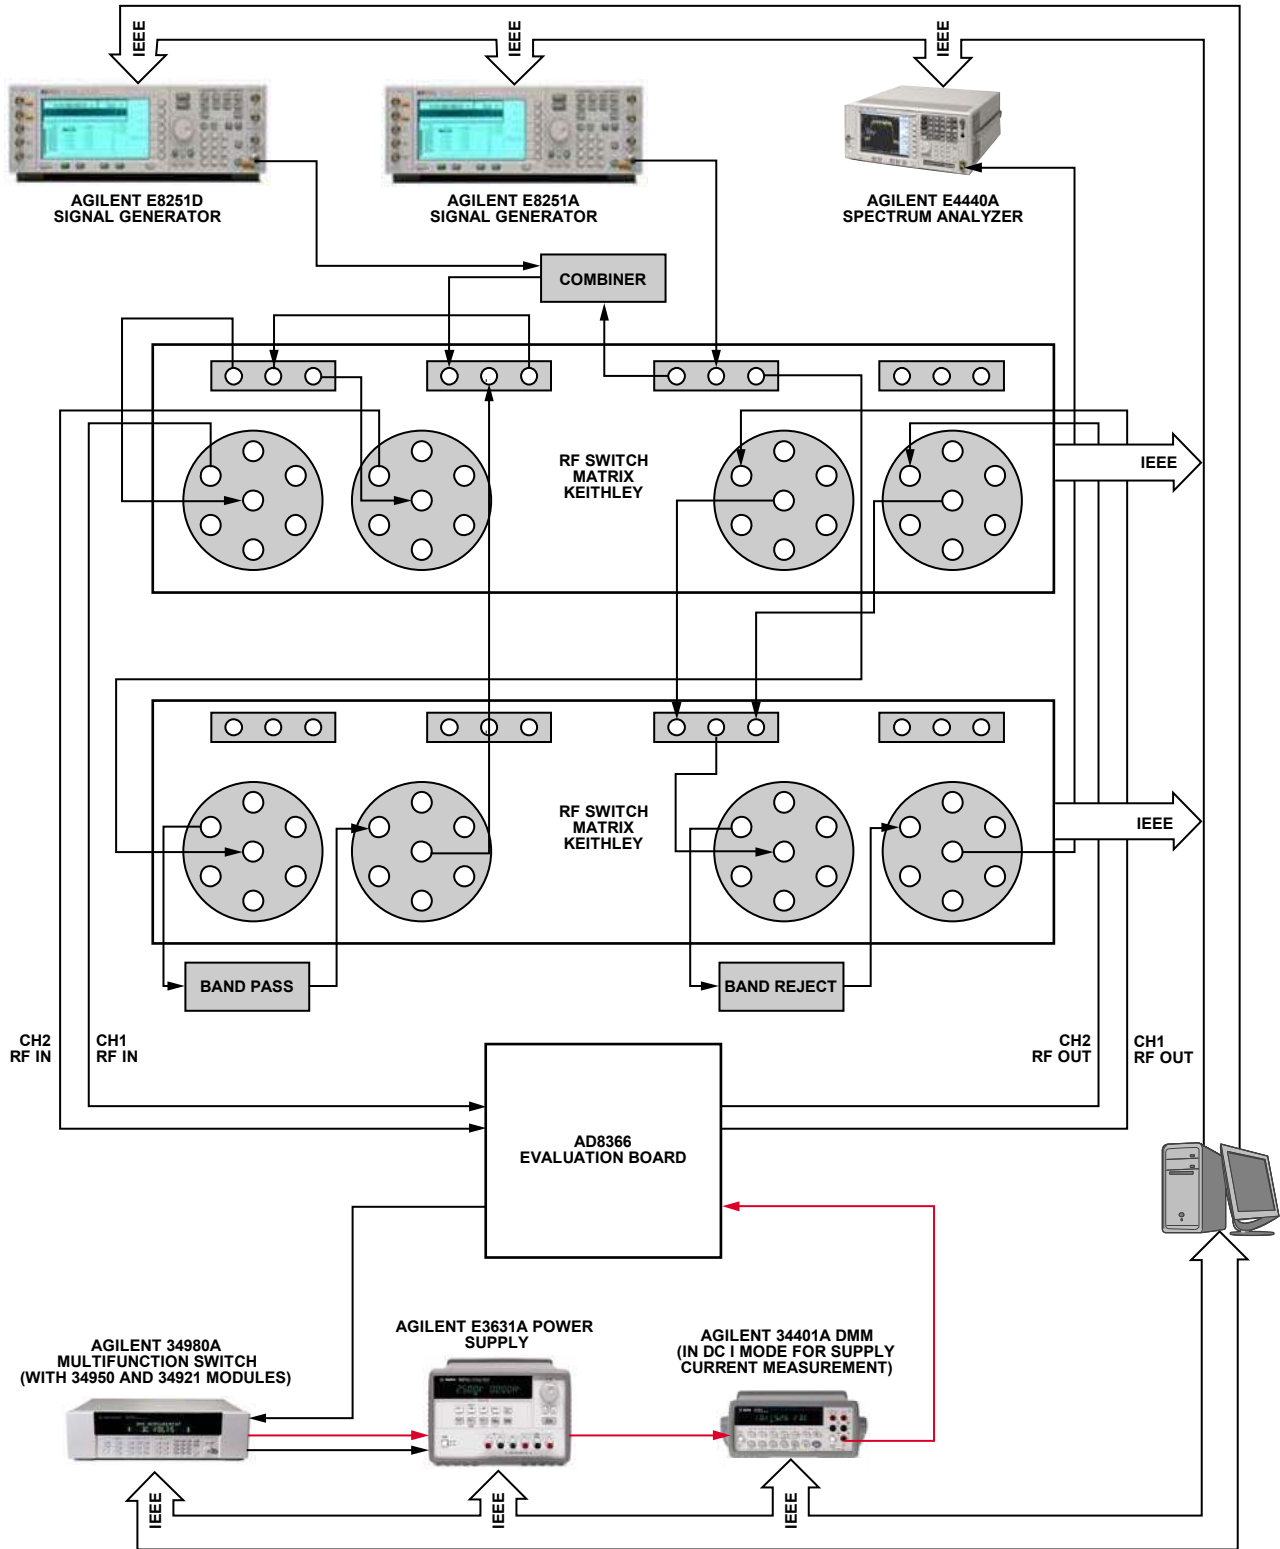 IEEE
IEEE
IEEE
AGILENT E8251D
SIGNAL GENERATOR
AGILENT E8251A
SIGNAL GENERATOR
AGILENT E4440A
SPECTRUM ANALYZER
COMBINER
RF SWITCH
MATRIX
KEITHLEY
IEEE
RF SWITCH
MATRIX
KEITHLEY
IEEE
BAND PASS
BAND REJECT
CH2
RF IN
CH1
RF IN
CH2
RF OUT
CH1
RF OUT
AD8366
EVALUATION BOARD
AGILENT 34980A
MULTIFUNCTION SWITCH
(WITH 34950 AND 34921 MODULES)
AGILENT E3631A POWER
SUPPLY
AGILENT 34401A DMM
(IN DC I MODE FOR SUPPLY
CURRENT MEASUREMENT)
IEEE
IEEE
IEEE